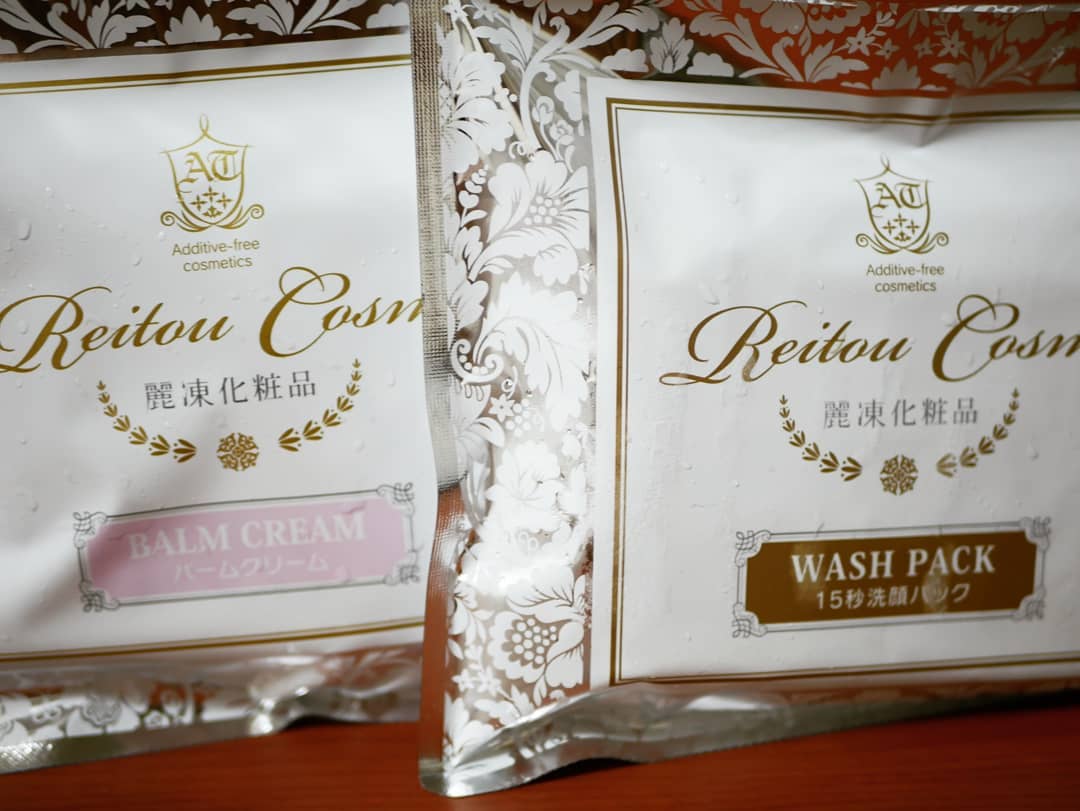 AT
Additive-free
cosmetics
Reitou Cosm
麗凍化粧品
BALM CREAM
バームクリーム
AT
Additive-free
cosmetics
Reitou Cosm
麗凍化粧品
WASH PACK
15秒洗顔パック